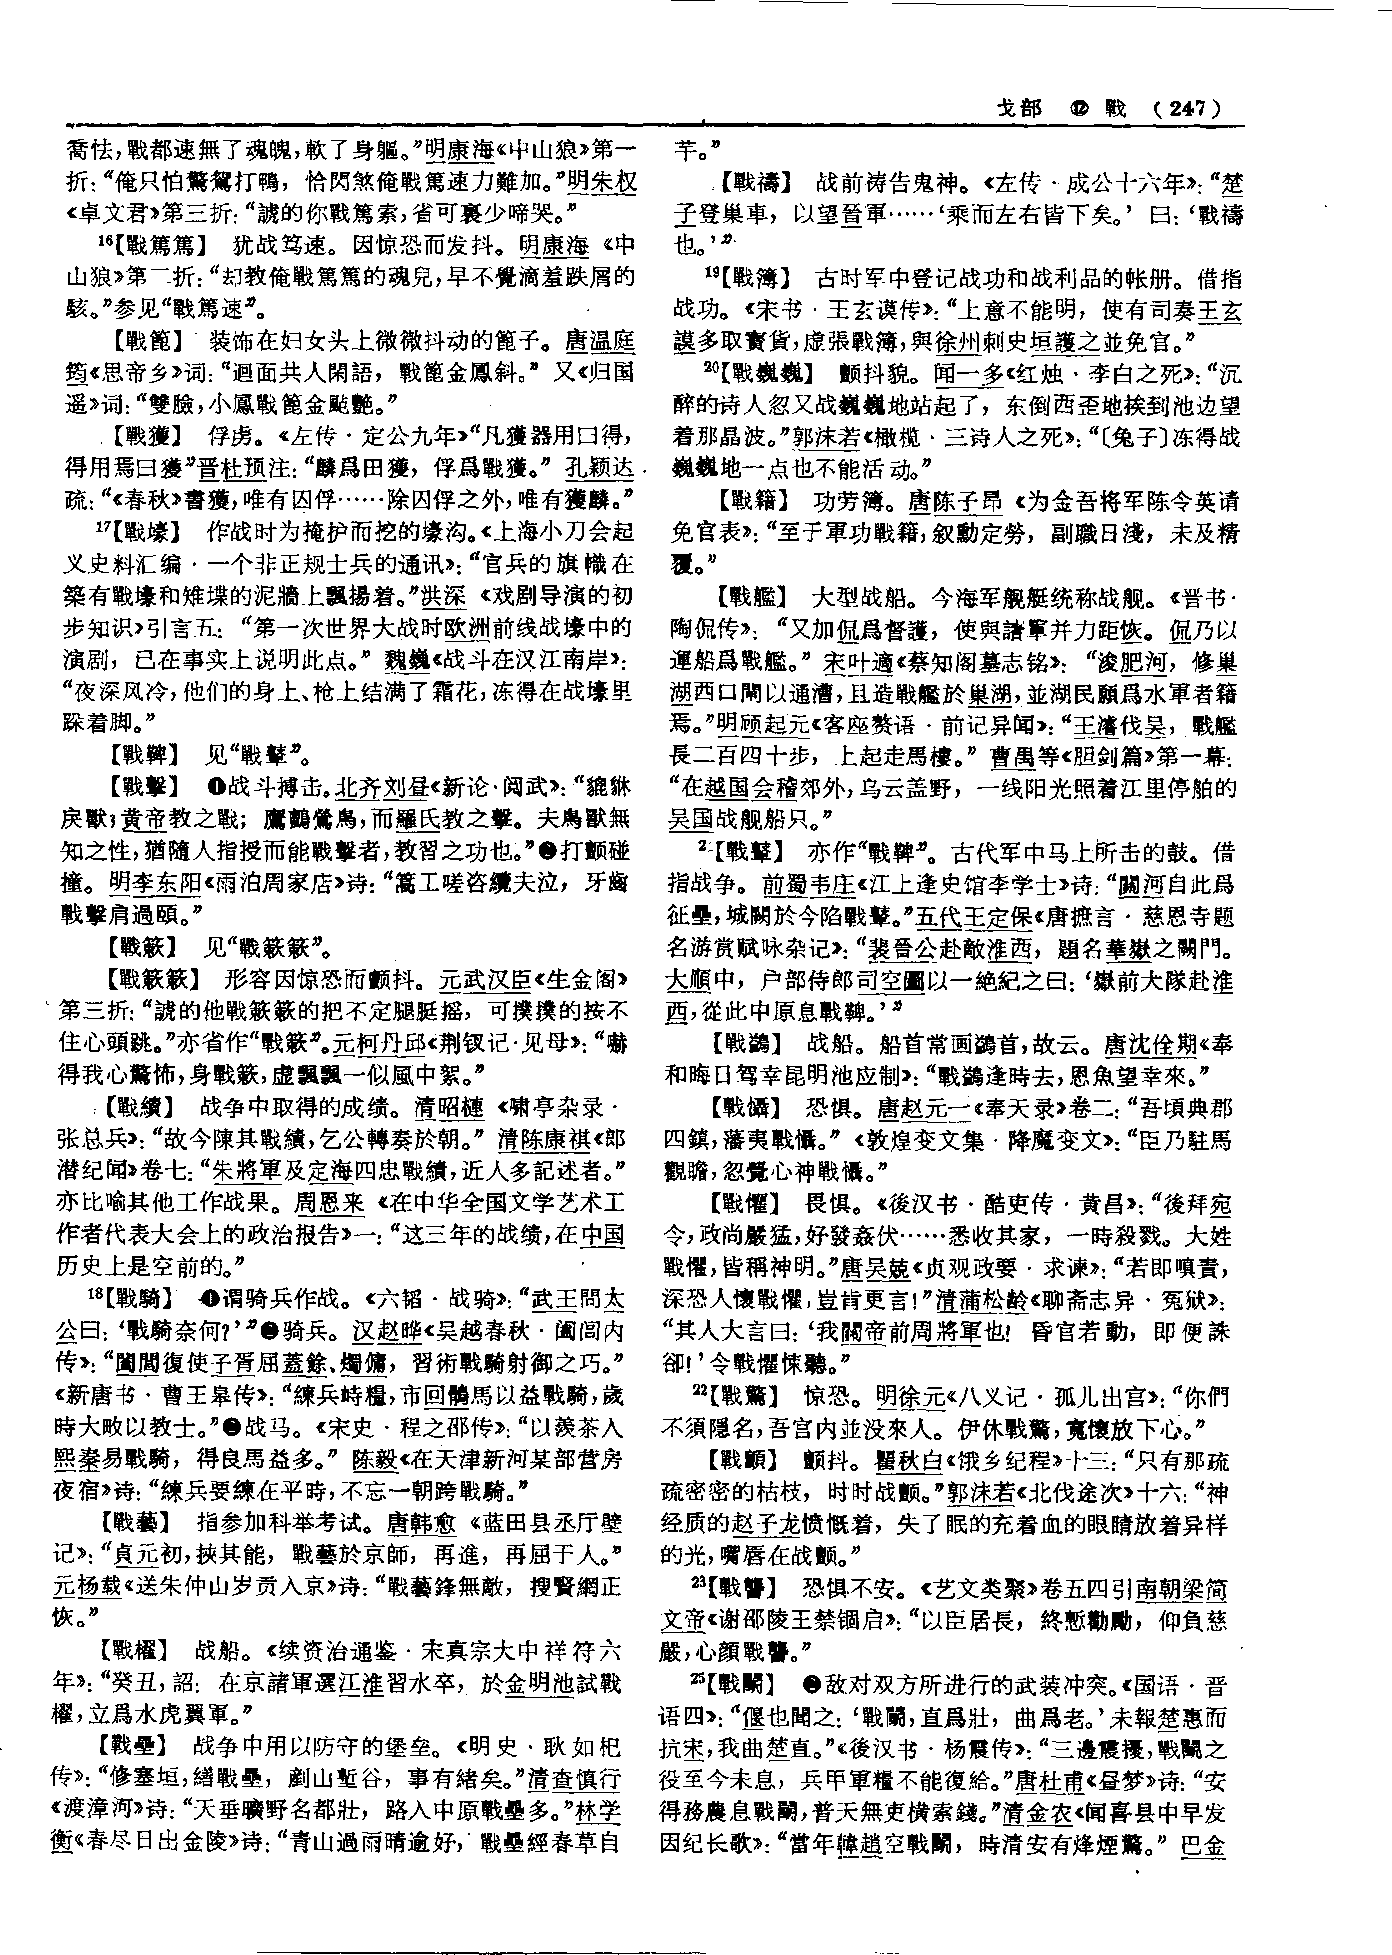 戈部 ⑫ 戰 (247)
喬怯,戰都速無了魂魄,軟了身軀。”明康海《中山狼》第一
折:“俺只怕驚鴛打鴨,恰閃煞俺戰篤速力難加。”明朱权
《卓文君》第三折:“諕的你戰篤索,省可裏少啼哭。”
16【戰篤篤】 犹战笃速。因惊恐而发抖。明康海《中
山狼》第二折:“却教俺戰篤篤的魂兒,早不覺滴羞跌屑的
駭。”参见“戰篤速”。
【戰篦】 装饰在妇女头上微微抖动的篦子。唐温庭
筠《思帝乡》词:“迴面共人閑語,戰篦金鳳斜。”又《归国
遥》词:“雙臉,小鳳戰篦金颭艷。”
【戰獲】 俘虏。《左传·定公九年》“凡獲器用曰得,
得用焉曰獲”晋杜预注:“麟爲田獲,俘爲戰獲。”孔颖达
疏:“《春秋》書獲,唯有囚俘……除囚俘之外,唯有獲麟。”
17【戰壕】 作战时为掩护而挖的壕沟。《上海小刀会起
义史料汇编·一个非正规士兵的通讯》:“官兵的旗幟在
築有戰壕和雉堞的泥牆上飄揚着。”洪深《戏剧导演的初
步知识》引言五:“第一次世界大战时欧洲前线战壕中的
演剧,已在事实上说明此点。”魏巍《战斗在汉江南岸》:
“夜深风冷,他们的身上、枪上结满了霜花,冻得在战壕里
跺着脚。”
【戰鞞】 见“戰鼙”。
【戰擊】 ❶战斗搏击。北齐刘昼《新论·阅武》:“貔貅
戾獸,黄帝教之戰;鷹鸇鶯鳥,而羅氏教之擊。夫鳥獸無
知之性,猶隨人指授而能戰擊者,教習之功也。”❷打颤碰
撞。明李东阳《雨泊周家店》诗:“篙工嗟咨纜夫泣,牙齒
戰擊肩過頤。”
【戰簌】 见“戰簌簌”。
【戰簌簌】 形容因惊恐而颤抖。元武汉臣《生金阁》
第三折:“諕的他戰簌簌的把不定腿脡摇,可撲撲的按不
住心頭跳。”亦省作“戰簌”。元柯丹邱《荆钗记·见母》:“嚇
得我心驚怖,身戰簌,虚飄飄一似風中絮。”
【戰績】 战争中取得的成绩。清昭槤《啸亭杂录·
张总兵》:“故今陳其戰績,乞公轉奏於朝。”清陈康祺《郎
潜纪闻》卷七:“朱將軍及定海四忠戰績,近人多記述者。”
亦比喻其他工作战果。周恩来《在中华全国文学艺术工
作者代表大会上的政治报告》一:“这三年的战绩,在中国
历史上是空前的。”
18【戰騎】 ❶谓骑兵作战。《六韬·战骑》:“武王問太
公曰:‘戰騎奈何?’”❷骑兵。汉赵晔《吴越春秋·阖闾内
传》:“闔閭復使子胥屈蓋餘、燭傭,習術戰騎射御之巧。”
《新唐书·曹王皋传》:“練兵峙糧,市回鶻馬以益戰騎,歲
時大畋以教士。”❸战马。《宋史·程之邵传》:“以羨茶入
熙秦易戰騎,得良馬益多。”陈毅《在天津新河某部营房
夜宿》诗:“練兵要練在平時,不忘一朝跨戰騎。”
【戰藝】 指参加科举考试。唐韩愈《蓝田县丞厅壁
记》:“貞元初,挾其能,戰藝於京師,再進,再屈于人。”
元杨载《送朱仲山岁贡入京》诗:“戰藝鋒無敵,搜賢網正
恢。”
【戰櫂】 战船。《续资治通鉴·宋真宗大中祥符六
年》:“癸丑,詔:在京諸軍選江淮習水卒,於金明池試戰
櫂,立爲水虎翼軍。”
【戰壘】 战争中用以防守的堡垒。《明史·耿如杞
传》:“修塞垣,繕戰壘,剷山塹谷,事有緒矣。”清查慎行
《渡漳河》诗:“天垂曠野名都壯,路入中原戰壘多。”林学
衡《春尽日出金陵》诗:“青山過雨晴逾好,戰壘經春草自
芊。”
【戰禱】 战前祷告鬼神。《左传·成公十六年》:“楚
子登巢車,以望晉軍……‘乘而左右皆下矣。’曰:‘戰禱
也。’”
19【戰簿】 古时军中登记战功和战利品的帐册。借指
战功。《宋书·王玄谟传》:“上意不能明,使有司奏王玄
謨多取寶貨,虚張戰簿,與徐州刺史垣護之並免官。”
20【戰巍巍】 颤抖貌。闻一多《红烛·李白之死》:“沉
醉的诗人忽又战巍巍地站起了,东倒西歪地挨到池边望
着那晶波。”郭沫若《橄榄·三诗人之死》:“〔兔子〕冻得战
巍巍地一点也不能活动。”
【戰籍】 功劳簿。唐陈子昂《为金吾将军陈令英请
免官表》:“至于軍功戰籍,叙勳定勞,副職日淺,未及精
覆。”
【戰艦】 大型战船。今海军舰艇统称战舰。《晋书·
陶侃传》:“又加侃爲督護,使與諸軍并力距恢。侃乃以
運船爲戰艦。”宋叶適《蔡知阁墓志铭》:“浚肥河,修巢
湖西口閘以通漕,且造戰艦於巢湖,並湖民願爲水軍者籍
焉。”明顾起元《客座赘语·前记异闻》:“王濬伐吴,戰艦
長二百四十步,上起走馬樓。”曹禺等《胆剑篇》第一幕:
“在越国会稽郊外,乌云盖野,一线阳光照着江里停舶的
吴国战舰船只。”
21【戰鼙】 亦作“戰鞞”。古代军中马上所击的鼓。借
指战争。前蜀韦庄《江上逢史馆李学士》诗:“關河自此爲
征壘,城闕於今陷戰鼙。”五代王定保《唐摭言·慈恩寺题
名游赏赋咏杂记》:“裴晉公赴敵淮西,題名華嶽之闕門。
大順中,户部侍郎司空圖以一絶紀之曰:‘嶽前大隊赴淮
西,從此中原息戰鞞。’”
【戰鷁】 战船。船首常画鷁首,故云。唐沈佺期《奉
和晦日驾幸昆明池应制》:“戰鷁逢時去,恩魚望幸來。”
【戰懾】 恐惧。唐赵元一《奉天录》卷二:“吾頃典郡
四鎮,藩夷戰懾。”《敦煌变文集·降魔变文》:“臣乃駐馬
觀瞻,忽覺心神戰懾。”
【戰懼】 畏惧。《後汉书·酷吏传·黄昌》:“後拜宛
令,政尚嚴猛,好發姦伏……悉收其家,一時殺戮。大姓
戰懼,皆稱神明。”唐吴兢《贞观政要·求谏》:“若即嗔責,
深恐人懷戰懼,豈肯更言!”清蒲松龄《聊斋志异·冤狱》:
“其人大言曰:‘我關帝前周將軍也!昏官若動,即便誅
卻!’令戰懼悚聽。”
22【戰驚】 惊恐。明徐元《八义记·孤儿出宫》:“你們
不須隱名,吾宫内並没來人。伊休戰驚,寬懷放下心。”
【戰顫】 颤抖。瞿秋白《饿乡纪程》十三:“只有那疏
疏密密的枯枝,时时战颤。”郭沫若《北伐途次》十六:“神
经质的赵子龙愤慨着,失了眠的充着血的眼睛放着异样
的光,嘴唇在战颤。”
23【戰讋】 恐惧不安。《艺文类聚》卷五四引南朝梁简
文帝《谢邵陵王禁锢启》:“以臣居長,終慙勸勵,仰負慈
嚴,心顔戰讋。”
25【戰鬭】 ❶敌对双方所进行的武装冲突。《国语·晋
语四》:“偃也聞之:‘戰鬭,直爲壯,曲爲老。’未報楚惠而
抗宋,我曲楚直。”《後汉书·杨震传》:“三邊震擾,戰鬭之
役至今未息,兵甲軍糧不能復給。”唐杜甫《昼梦》诗:“安
得務農息戰鬭,普天無吏横索錢。”清金农《闻喜县中早发
因纪长歌》:“當年韓趙空戰鬭,時清安有烽煙驚。”巴金